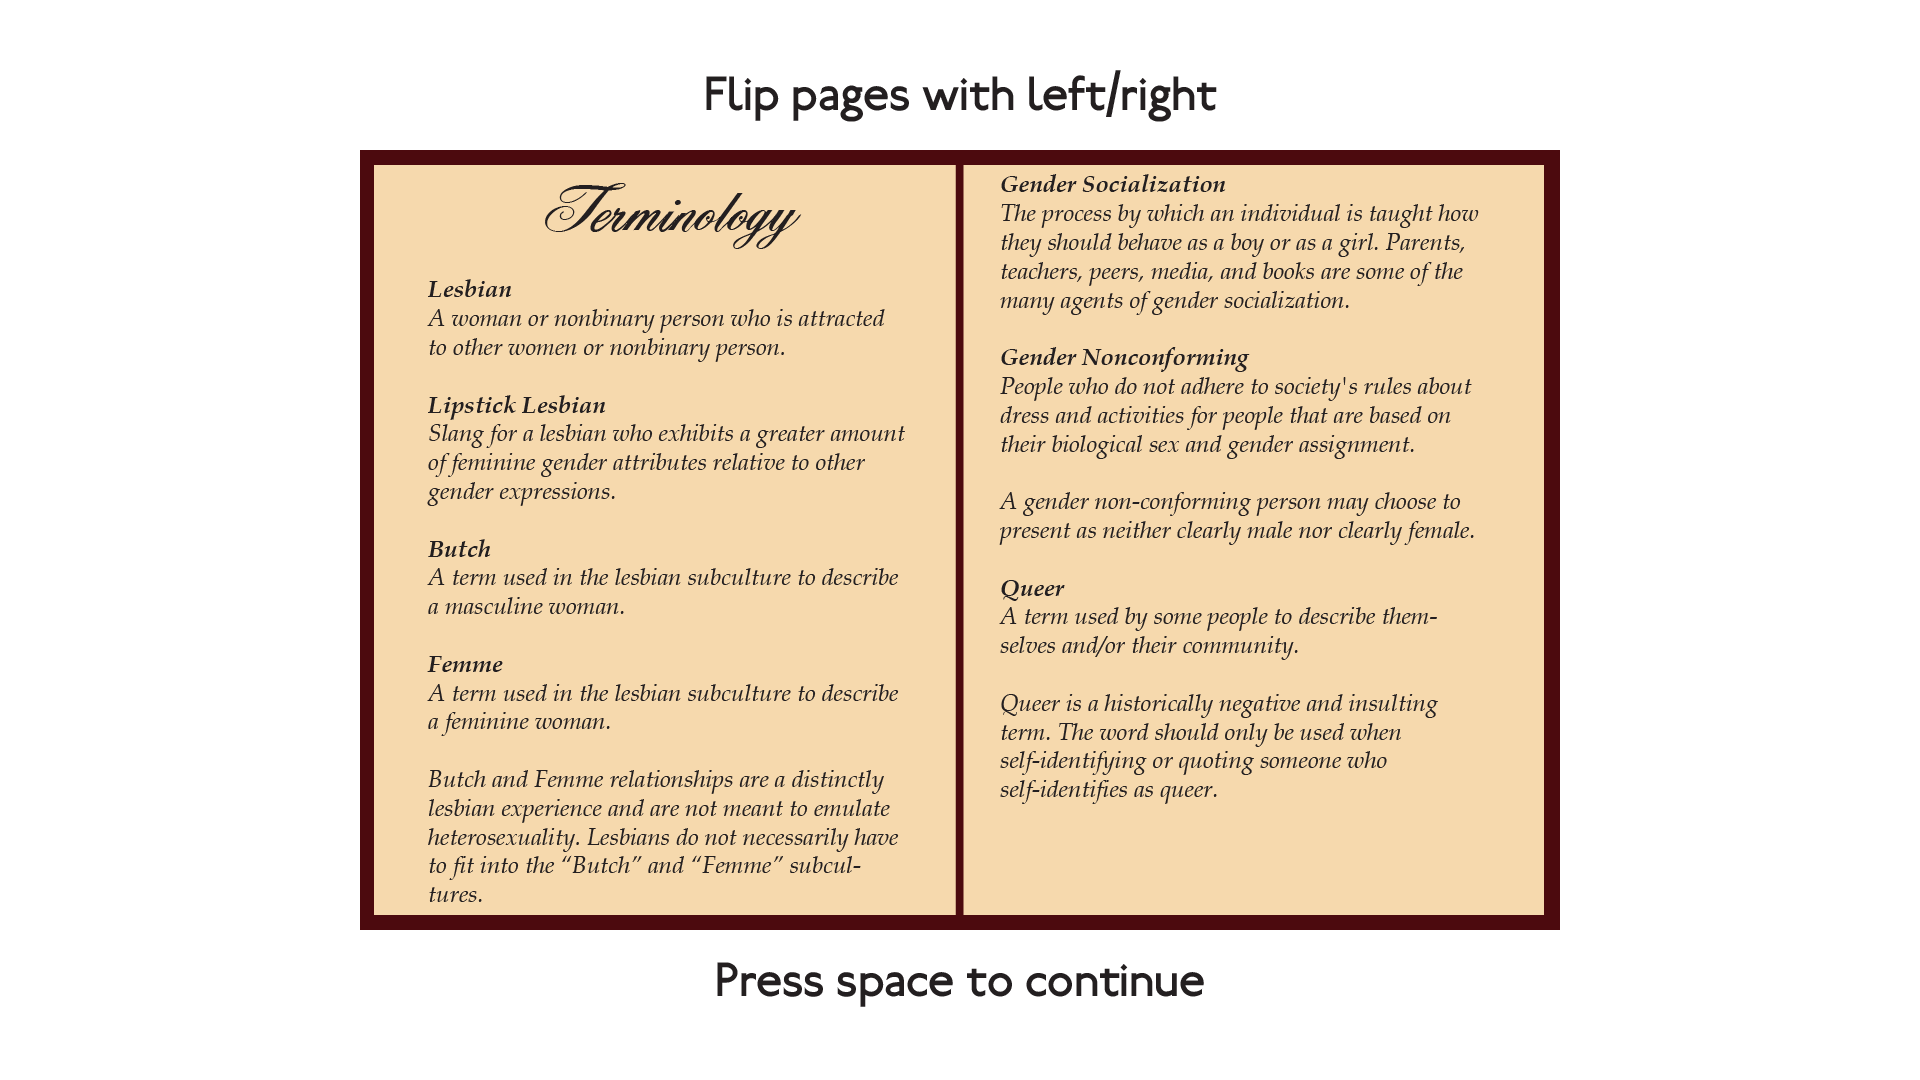 Flip pages with left/right
Terminology
Lesbian
A woman or nonbinary person who is attracted
to other women or nonbinary person.
Lipstick Lesbian
Slang for a lesbian who exhibits a greater amount
of feminine gender attributes relative to other
gender expressions.
Butch
A term used in the lesbian subculture to describe
a masculine woman.
Femme
A term used in the lesbian subculture to describe
a feminine woman.
Butch and Femme relationships are a distinctly
lesbian experience and are not meant to emulate
heterosexuality. Lesbians do not necessarily have
to fit into the “Butch” and “Femme” subcul-
tures.
Gender Socialization
The process by which an individual is taught how
they should behave as a boy or as a girl. Parents,
teachers, peers, media, and books are some of the
many agents of gender socialization.
Gender Nonconforming
People who do not adhere to society's rules about
dress and activities for people that are based on
their biological sex and gender assignment.
A gender non-conforming person may choose to
present as neither clearly male nor clearly female.
Queer
A term used by some people to describe them-
selves and/or their community.
Queer is a historically negative and insulting
term. The word should only be used when
self-identifying or quoting someone who
self-identifies as queer.
Press space to continue